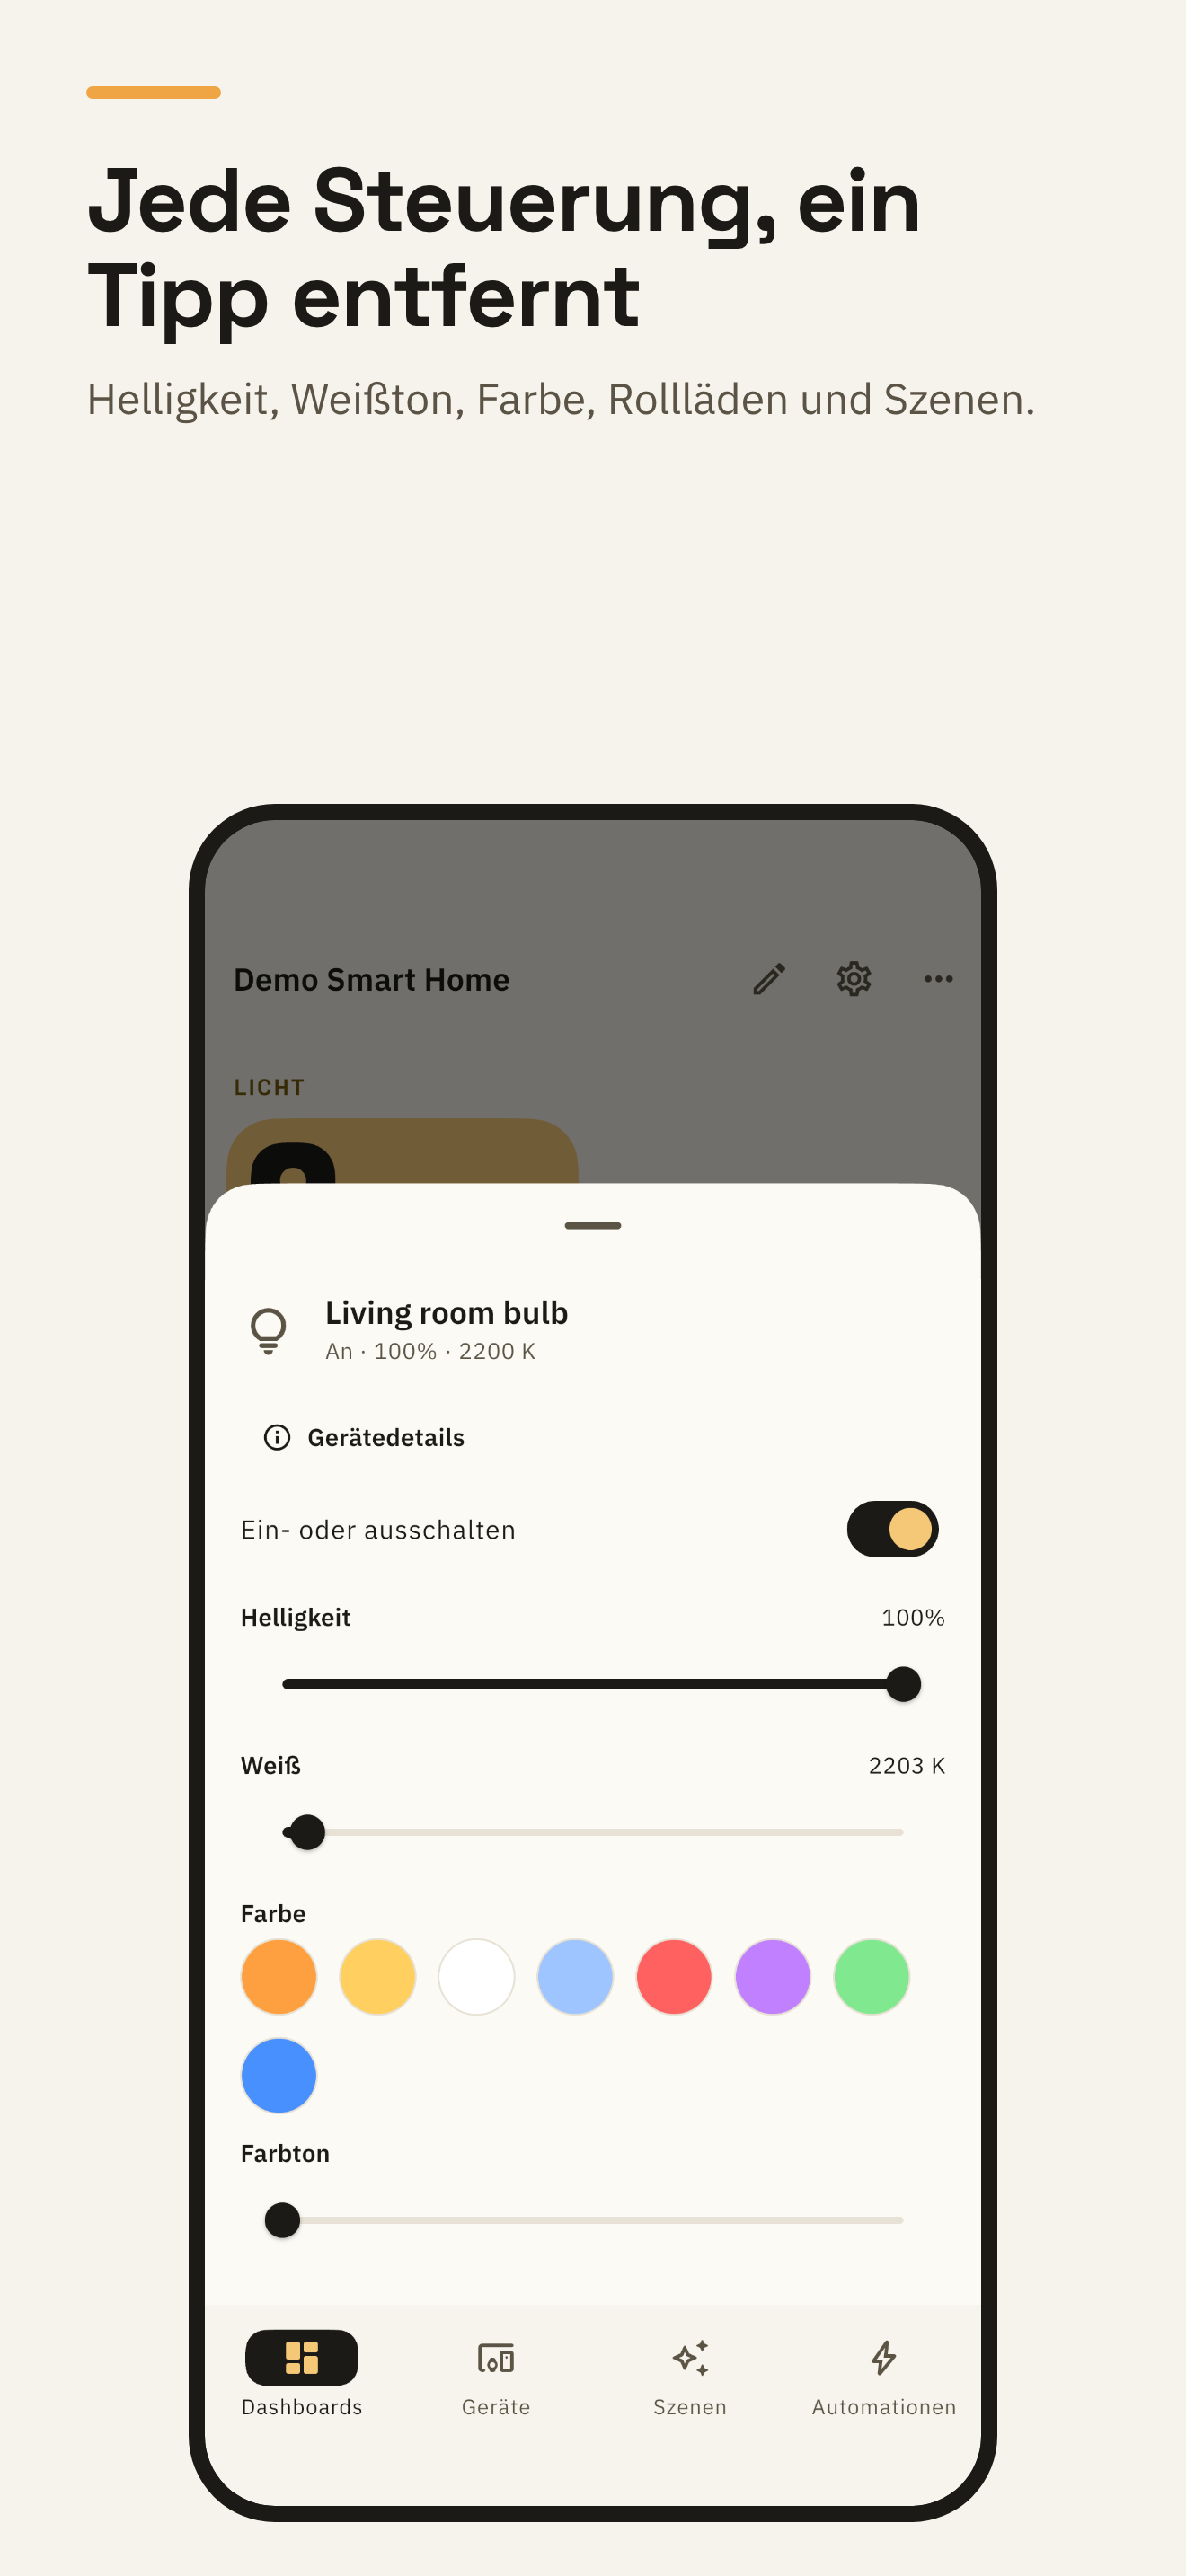 Jede Steuerung, ein
Tipp entfernt
Helligkeit, Weißton, Farbe, Rollläden und Szenen.
Demo Smart Home
LICHT
Living room bulb
An · 100% · 2200 K
Gerätedetails
Ein- oder ausschalten
Helligkeit 100%
Weiß 2203 K
Farbe
Farbton
Dashboards Geräte Szenen Automationen